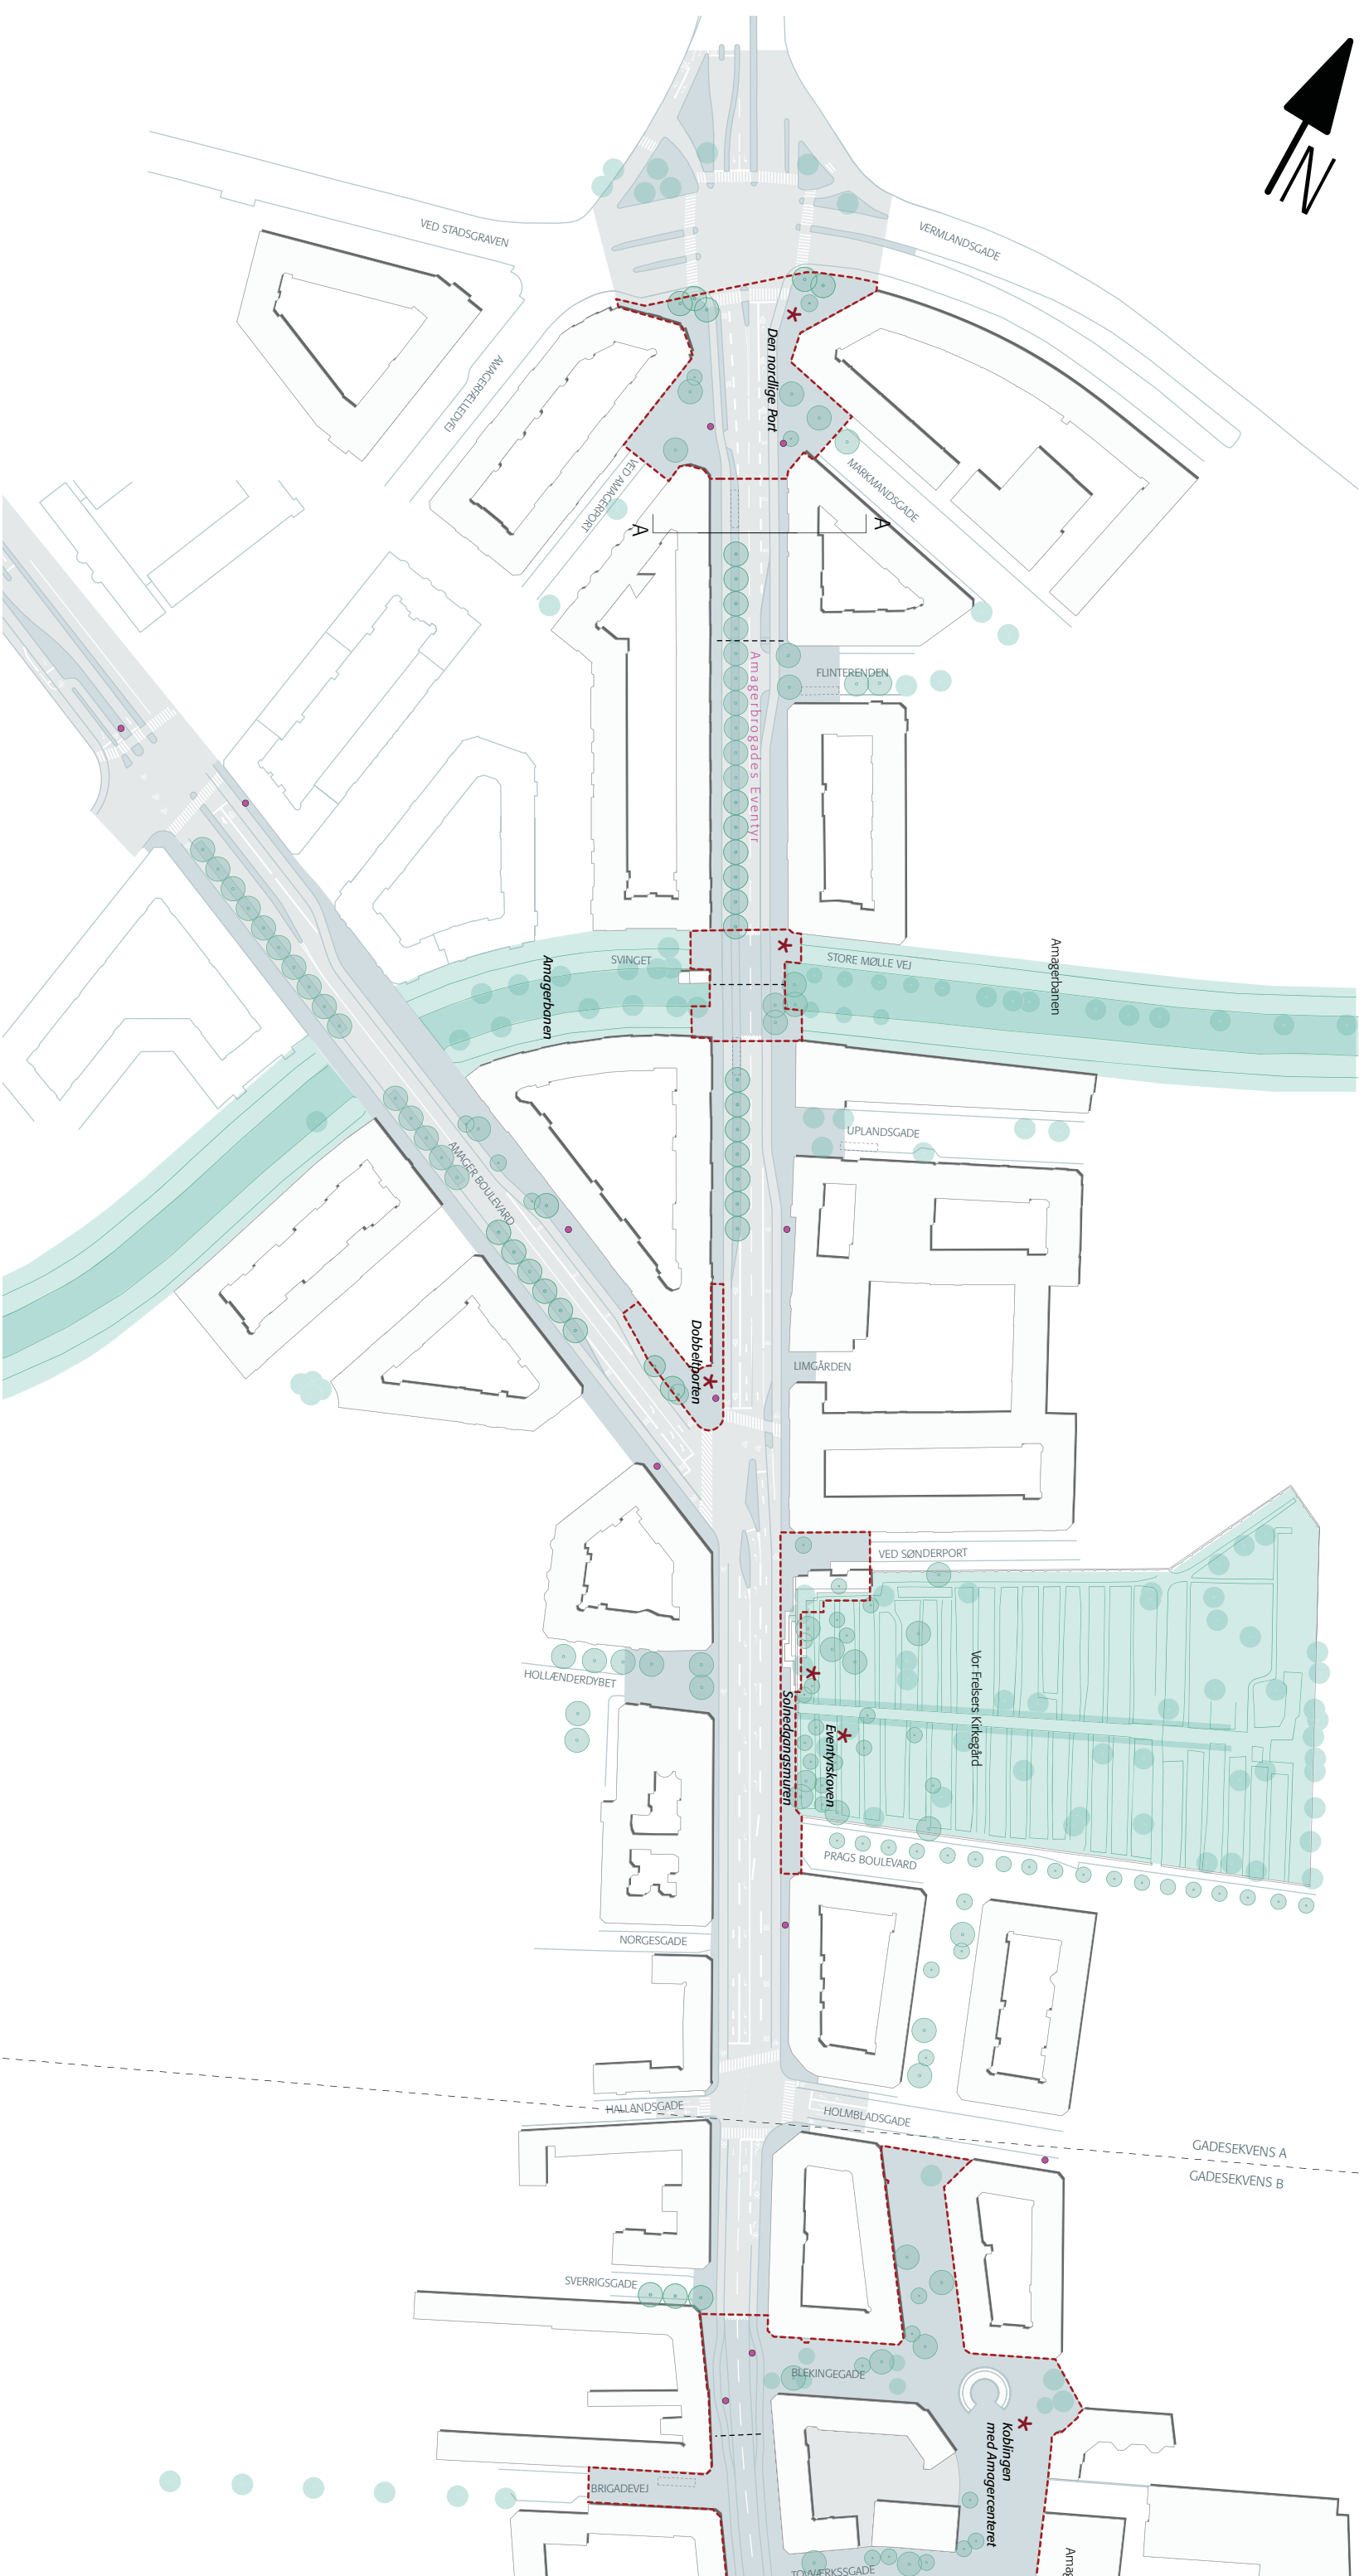 N
VED STADSGRAVEN
VERMLANDSGADE
Den nordlige Port
AMAGERFÆLLEDVEJ
VED AMAGERPORT
MARKMANDSGADE
A
A
Amagerbrogades Eventyr
FLINTERENDEN
SVINGET
STORE MØLLE VEJ
Amagerbanen
Amagerbanen
UPLANDSGADE
AMAGER BOULEVARD
Dobbeltporten
LIMGÅRDEN
VED SØNDERPORT
HOLLÆNDERDYBET
Vor Frelsers Kirkegård
Solnedgangsmuren
Eventyrskoven
PRAGS BOULEVARD
NORGESGADE
HALLANDSGADE
HOLMBLADSGADE
GADESEKVENS A
GADESEKVENS B
SVERRIGSGADE
BLEKINGEGADE
Koblingen
med Amagercenteret
BRIGADEVEJ